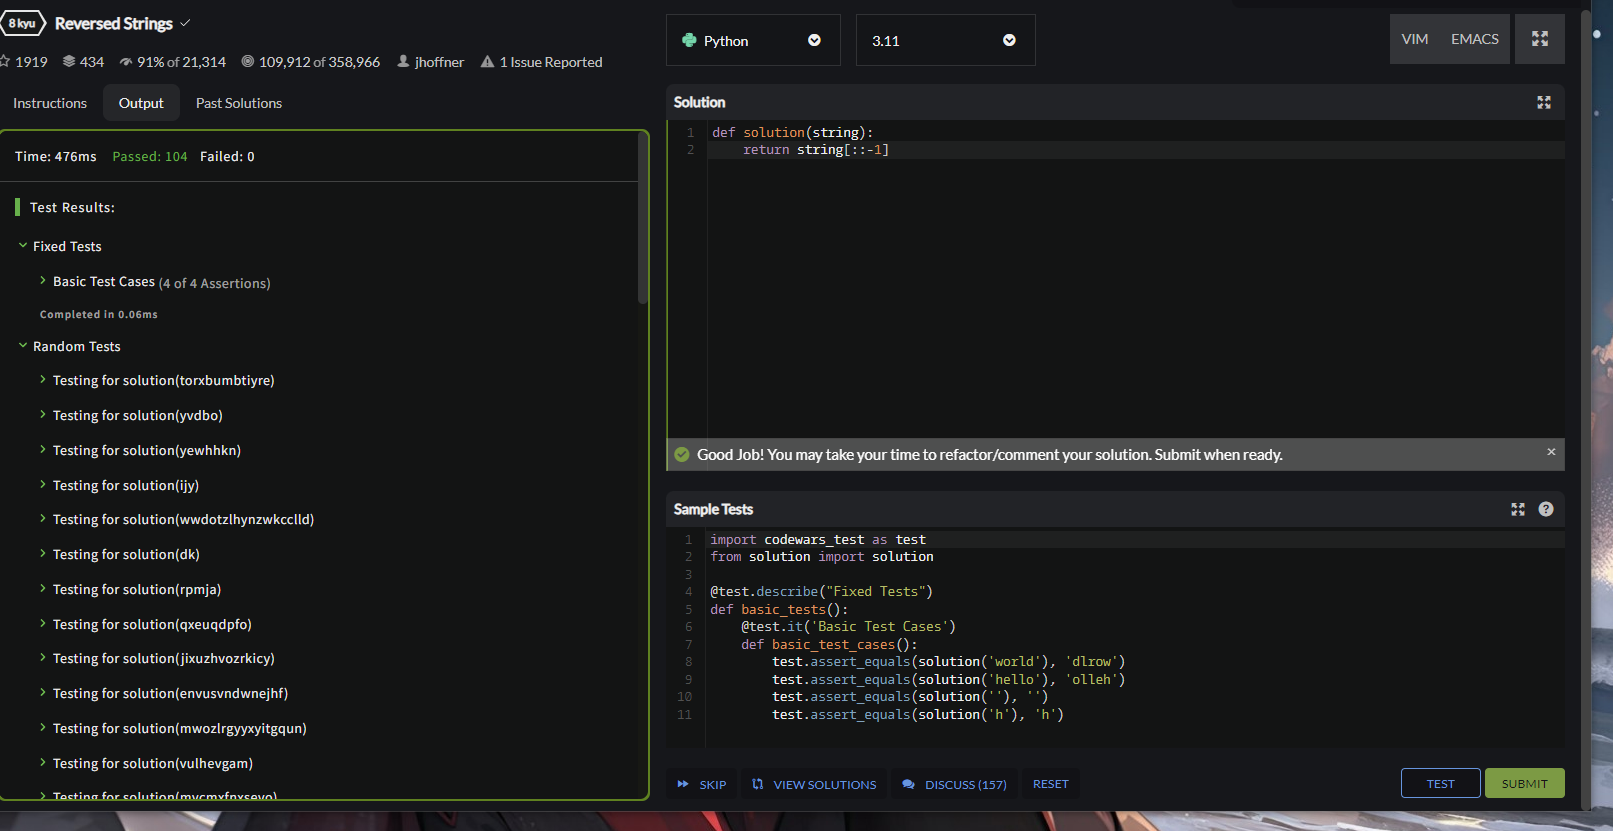 8 kyu Reversed Strings
1919 434 91% of 21,314 109,912 of 358,966 jhoffner 1 Issue Reported
Instructions Output Past Solutions
Time: 476ms Passed: 104 Failed: 0
Test Results:
Fixed Tests
Basic Test Cases (4 of 4 Assertions)
Completed in 0.06ms
Random Tests
Testing for solution(torxbumbtiyre)
Testing for solution(yvdbo)
Testing for solution(yewhhkn)
Testing for solution(ijy)
Testing for solution(wwdotzlhynzwkcclld)
Testing for solution(dk)
Testing for solution(rpmja)
Testing for solution(qxeuqdpfo)
Testing for solution(jixuzhvozrkicy)
Testing for solution(envusvndwnejhf)
Testing for solution(mwozlrgyyxyitgqun)
Testing for solution(vulhevgam)
Python 3.11 VIM EMACS
Solution
1 def solution(string):
2     return string[::-1]
Good Job! You may take your time to refactor/comment your solution. Submit when ready. ×
Sample Tests ?
1 import codewars_test as test
2 from solution import solution
3
4 @test.describe("Fixed Tests")
5 def basic_tests():
6     @test.it('Basic Test Cases')
7     def basic_test_cases():
8         test.assert_equals(solution('world'), 'dlrow')
9         test.assert_equals(solution('hello'), 'olleh')
10         test.assert_equals(solution(''), '')
11         test.assert_equals(solution('h'), 'h')
SKIP VIEW SOLUTIONS DISCUSS (157) RESET TEST SUBMIT